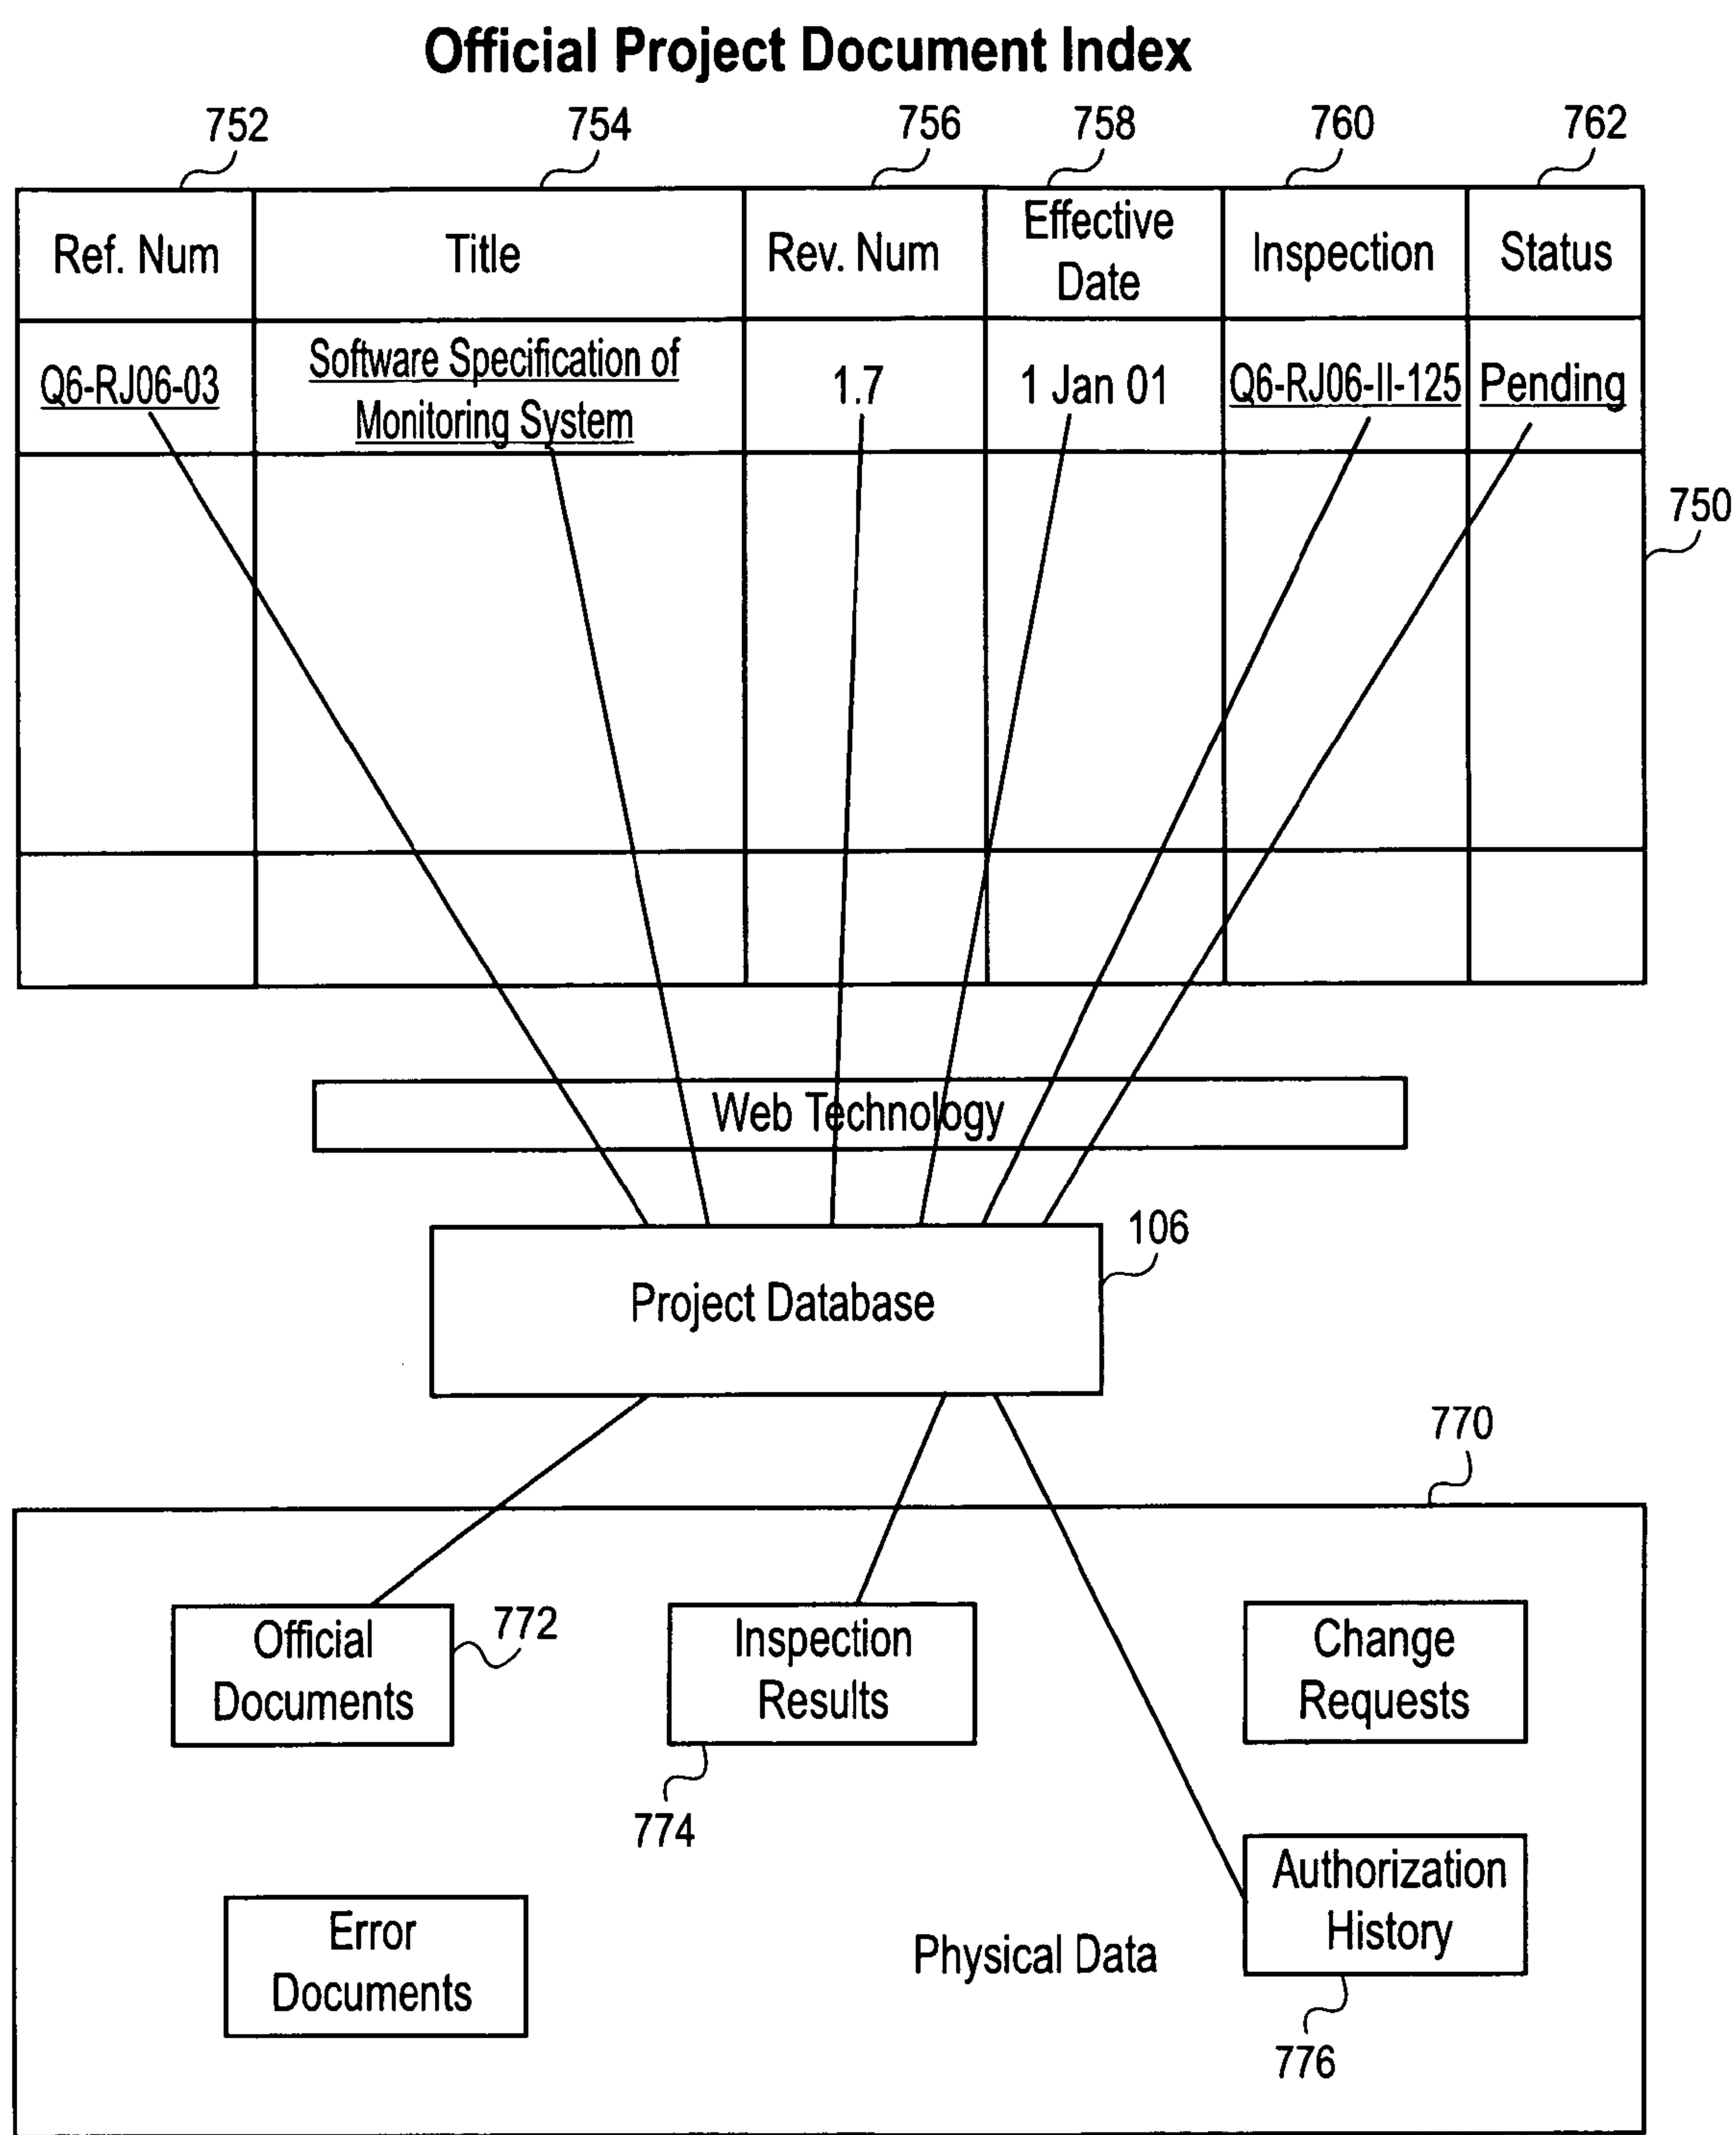 Official Project Document Index
752 754 756 758 760 762
Ref. Num Title Rev. Num Effective Date Inspection Status
Q6-RJ06-03 Software Specification of Monitoring System 1.7 1 Jan 01 Q6-RJ06-II-125 Pending
750
Web Technology
106
Project Database
770
Official
Documents
772
Inspection
Results
774
Change
Requests
Error
Documents
Physical Data
Authorization
History
776